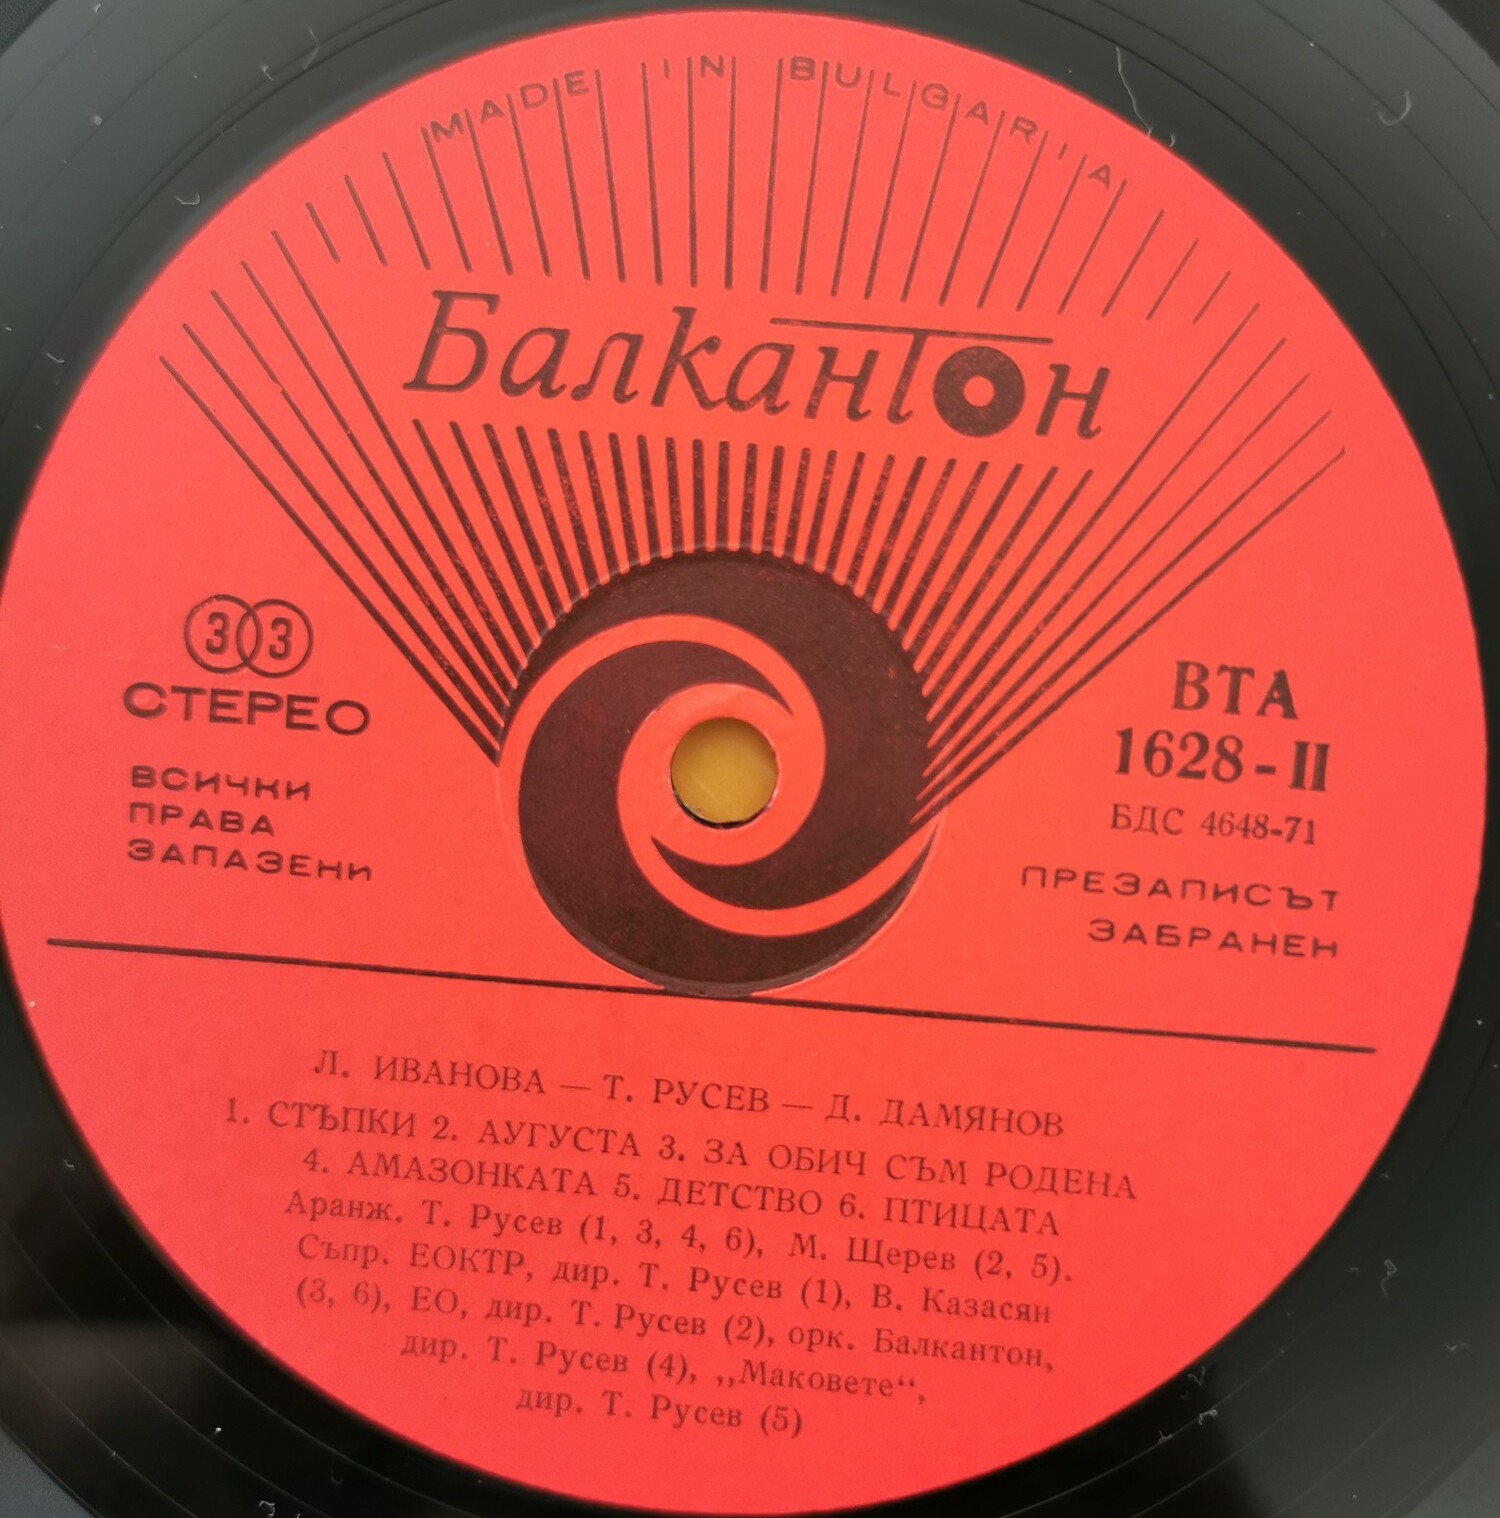 MADE IN BULGARIA
Балкантон
33
СТЕРЕО
ВСИЧКИ
ПРАВА
ЗАПАЗЕНИ
ВТА
1628-II
БДС 4648-71
ПРЕЗАПИСЪТ
ЗАБРАНЕН
Л. ИВАНОВА — Т. РУСЕВ — Д. ДАМЯНОВ
1. СТЪПКИ 2. АУГУСТА 3. ЗА ОБИЧ СЪМ РОДЕНА
4. АМАЗОНКАТА 5. ДЕТСТВО 6. ПТИЦАТА
Аранж. Т. Русев (1, 3, 4, 6), М. Щерев (2, 5).
Съпр. ЕОКТР, дир. Т. Русев (1), В. Казасян
(3, 6), ЕО, дир. Т. Русев (2), орк. Балкантон,
дир. Т. Русев (4), „Маковете“,
дир. Т. Русев (5)